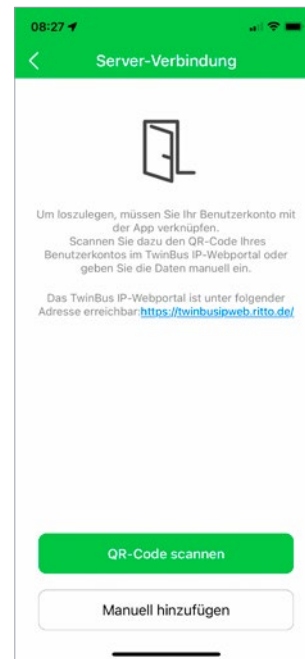 08:27
Server-Verbindung
Um loszulegen, müssen Sie Ihr Benutzerkonto mit
der App verknüpfen.
Scannen Sie dazu den QR-Code Ihres
Benutzerkontos im TwinBus IP-Webportal oder
geben Sie die Daten manuell ein.
Das TwinBus IP-Webportal ist unter folgender
Adresse erreichbar:https://twinbusipweb.ritto.de/
QR-Code scannen
Manuell hinzufügen